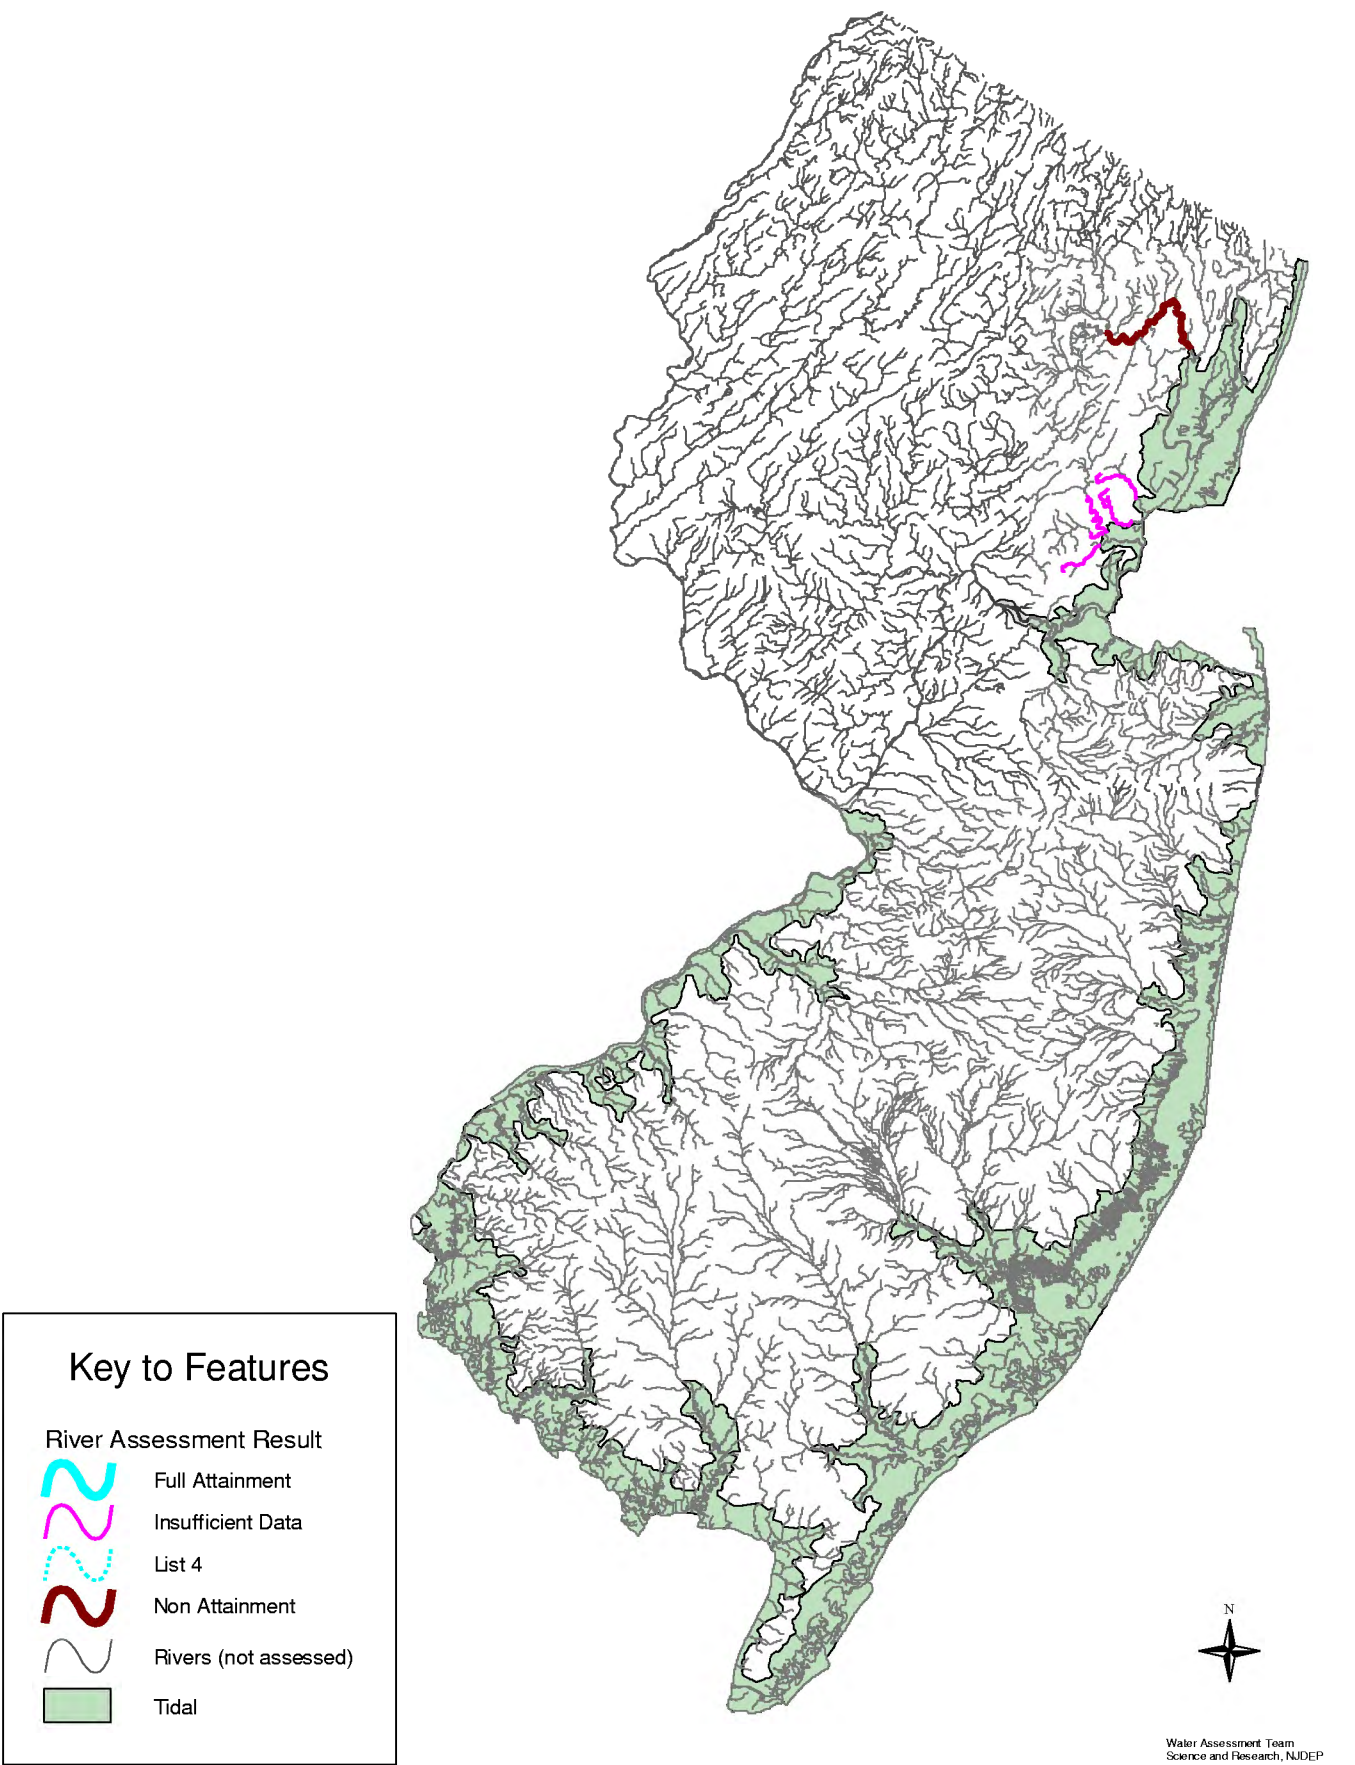 Key to Features
River Assessment Result
Full Attainment
Insufficient Data
List 4
Non Attainment
Rivers (not assessed)
Tidal
N
Water Assessment Team
Science and Research, NJDEP